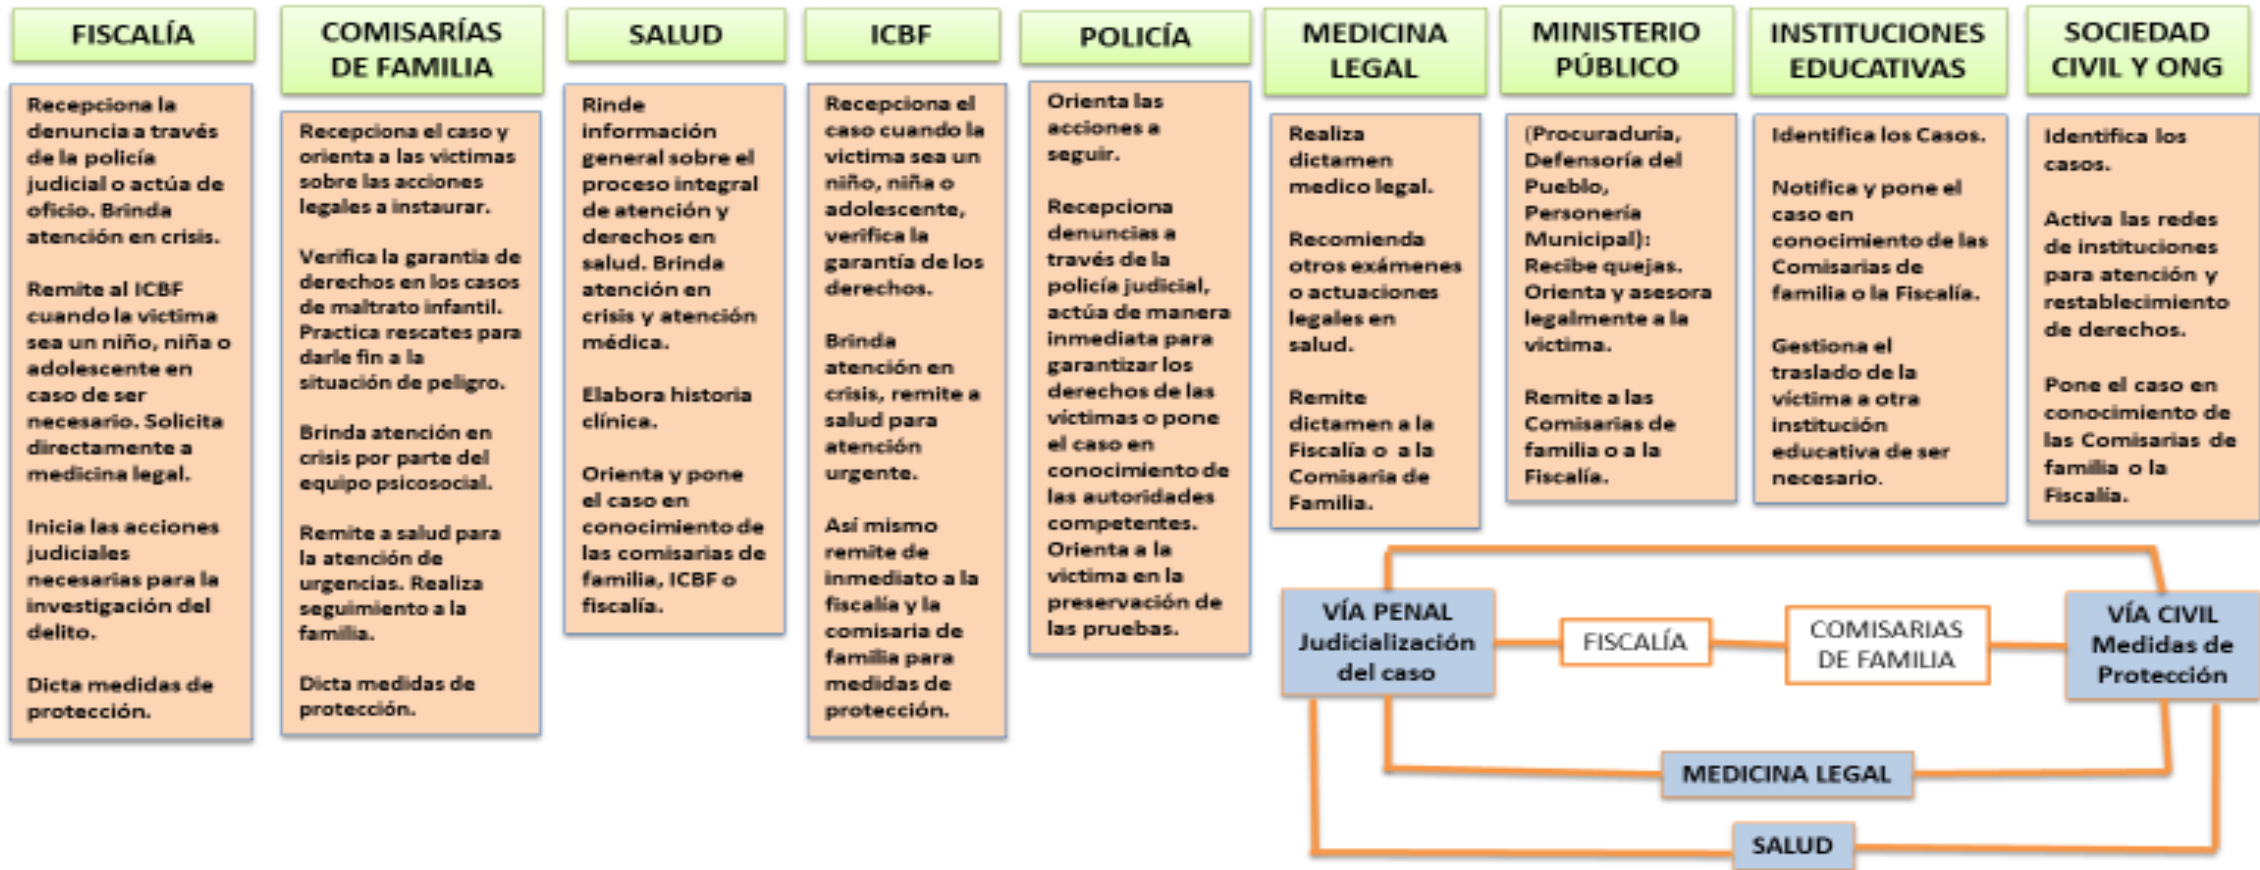 FISCALÍA
Recepciona la
denuncia a través
de la policía
judicial o actúa de
oficio. Brinda
atención en crisis.
Remite al ICBF
cuando la victima
sea un niño, niña o
adolescente en
caso de ser
necesario. Solicita
directamente a
medicina legal.
Inicia las acciones
judiciales
necesarias para la
investigación del
delito.
Dicta medidas de
protección.
COMISARÍAS
DE FAMILIA
Recepciona el caso y
orienta a las victimas
sobre las acciones
legales a instaurar.
Verifica la garantia de
derechos en los casos
de maltrato infantil.
Practica rescates para
darle fin a la
situación de peligro.
Brinda atención en
crisis por parte del
equipo psicosocial.
Remite a salud para
la atención de
urgencias. Realiza
seguimiento a la
familia.
Dicta medidas de
protección.
SALUD
Rinde
información
general sobre el
proceso integral
de atención y
derechos en
salud. Brinda
atención en
crisis y atención
médica.
Elabora historia
clínica.
Orienta y pone
el caso en
conocimiento de
las comisarias de
familia, ICBF o
fiscalía.
ICBF
Recepciona el
caso cuando la
victima sea un
niño, niña o
adolescente,
verifica la
garantía de los
derechos.
Brinda
atención en
crisis, remite a
salud para
atención
urgente.
Así mismo
remite de
inmediato a la
fiscalía y la
comisaria de
familia para
medidas de
protección.
POLICÍA
Orienta las
acciones a
seguir.
Recepciona
denuncias a
través de la
policía judicial,
actúa de manera
inmediata para
garantizar los
derechos de las
víctimas o pone
el caso en
conocimiento de
las autoridades
competentes.
Orienta a la
victima en la
preservación de
las pruebas.
MEDICINA
LEGAL
Realiza
dictamen
medico legal.
Recomienda
otros exámenes
o actuaciones
legales en
salud.
Remite
dictamen a la
Fiscalía o a la
Comisaria de
Familia.
MINISTERIO
PÚBLICO
(Procuraduría,
Defensoría del
Pueblo,
Personería
Municipal):
Recibe quejas.
Orienta y asesora
legalmente a la
victima.
Remite a las
Comisarias de
familia o a la
Fiscalía.
INSTITUCIONES
EDUCATIVAS
Identifica los Casos.
Notifica y pone el
caso en
conocimiento de las
Comisarias de
familia o la Fiscalía.
Gestiona el
traslado de la
víctima a otra
institución
educativa de ser
necesario.
SOCIEDAD
CIVIL Y ONG
Identifica los
casos.
Activa las redes
de instituciones
para atención y
restablecimiento
de derechos.
Pone el caso en
conocimiento de
las Comisarias de
familia o la
Fiscalía.
VÍA PENAL
Judicialización
del caso
FISCALÍA
COMISARIAS
DE FAMILIA
VÍA CIVIL
Medidas de
Protección
MEDICINA LEGAL
SALUD